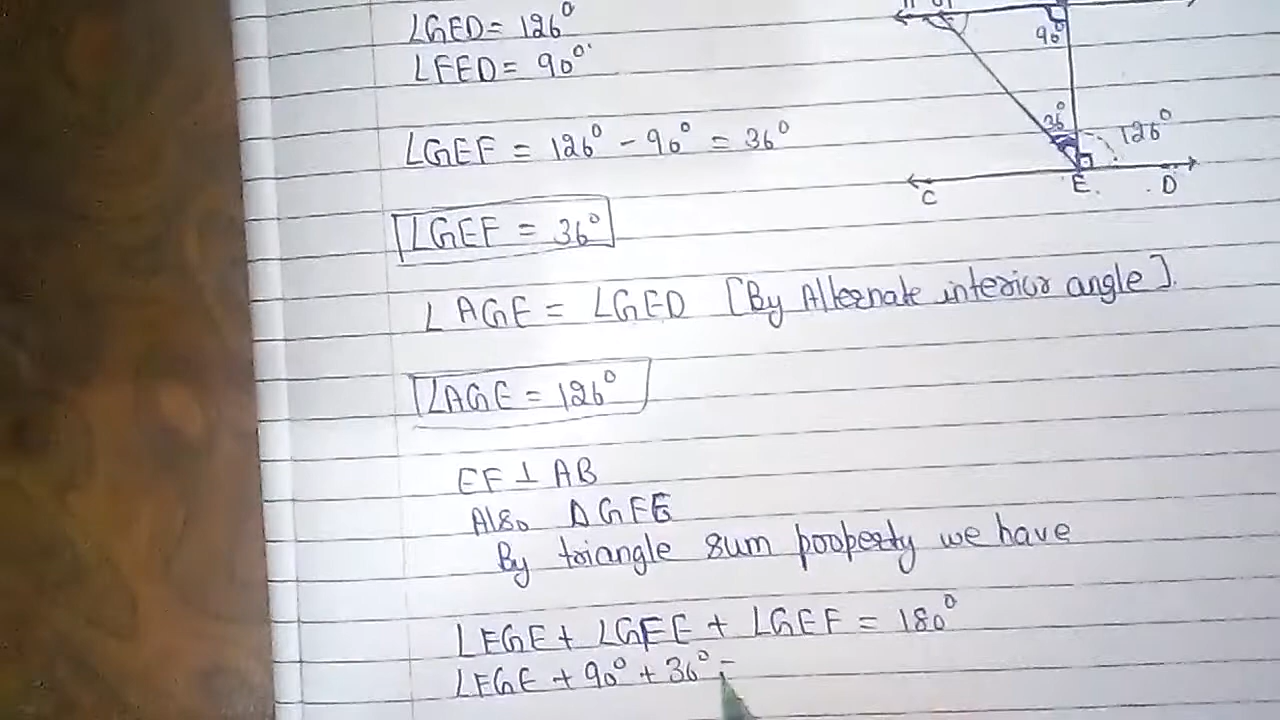 ∠GED = 126°
∠FED = 90°
90°
36°
126°
∠GEF = 126° - 90° = 36°
C E. . D
∠GEF = 36°
∠AGE = ∠GED [By Alternate interior angle].
∠AGE = 126°
EF ⊥ AB
Also ΔGFE
By triangle sum property we have
∠FGE + ∠GFE + ∠GEF = 180°
∠FGE + 90° + 36° =